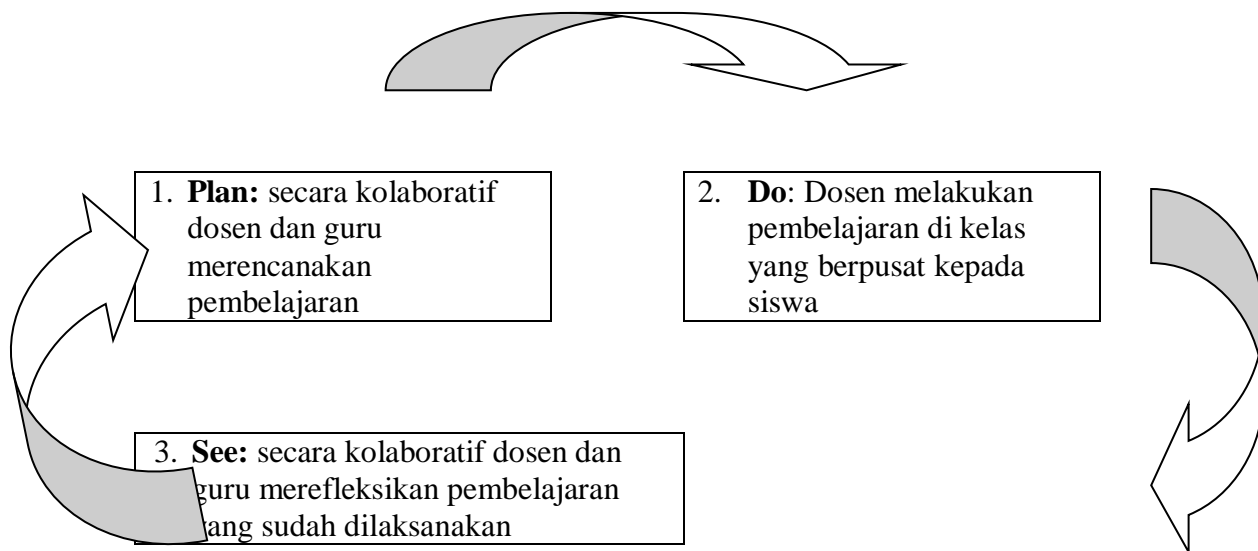 1. Plan: secara kolaboratif
dosen dan guru
merencanakan
pembelajaran
2. Do: Dosen melakukan
pembelajaran di kelas
yang berpusat kepada
siswa
3. See: secara kolaboratif dosen dan
guru merefleksikan pembelajaran
yang sudah dilaksanakan